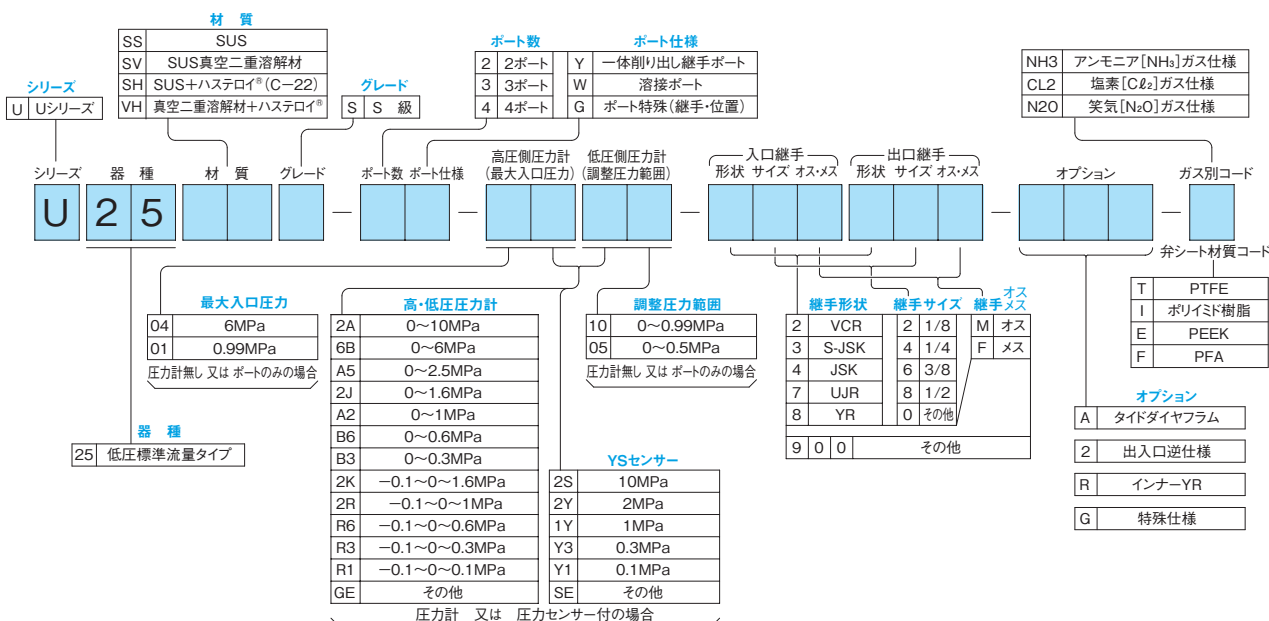 材 質
SS SUS
SV SUS真空二重溶解材
SH SUS＋ハステロイ®(C－22)
VH 真空二重溶解材＋ハステロイ®
シリーズ
U Uシリーズ
グレード
S S 級
ポート数
2 2ポート
3 3ポート
4 4ポート
ポート仕様
Y 一体削り出し継手ポート
W 溶接ポート
G ポート特殊(継手・位置)
NH3 アンモニア[NH₃]ガス仕様
CL2 塩素[Cℓ₂]ガス仕様
N2O 笑気[N₂O]ガス仕様
シリーズ 器 種 材 質 グレード ポート数 ポート仕様
高圧側圧力計 (最大入口圧力)
低圧側圧力計 (調整圧力範囲)
入口継手
形状 サイズ オス・メス
出口継手
形状 サイズ オス・メス
オプション
ガス別コード
U 2 5 － － － － － －
弁シート材質コード
T PTFE
I ポリイミド樹脂
E PEEK
F PFA
最大入口圧力
04 6MPa
01 0.99MPa
圧力計無し 又は ポートのみの場合
器 種
25 低圧標準流量タイプ
高・低圧圧力計
2A 0～10MPa
6B 0～6MPa
A5 0～2.5MPa
2J 0～1.6MPa
A2 0～1MPa
B6 0～0.6MPa
B3 0～0.3MPa
2K －0.1～0～1.6MPa
2R －0.1～0～1MPa
R6 －0.1～0～0.6MPa
R3 －0.1～0～0.3MPa
R1 －0.1～0～0.1MPa
GE その他
YSセンサー
2S 10MPa
2Y 2MPa
1Y 1MPa
Y3 0.3MPa
Y1 0.1MPa
SE その他
圧力計 又は 圧力センサー付の場合
調整圧力範囲
10 0～0.99MPa
05 0～0.5MPa
圧力計無し 又は ポートのみの場合
継手形状
2 VCR
3 S-JSK
4 JSK
7 UJR
8 YR
継手サイズ
2 1/8
4 1/4
6 3/8
8 1/2
0 その他
継手オスメス
M オス
F メス
9 0 0 その他
オプション
A タイドダイヤフラム
2 出入口逆仕様
R インナーYR
G 特殊仕様